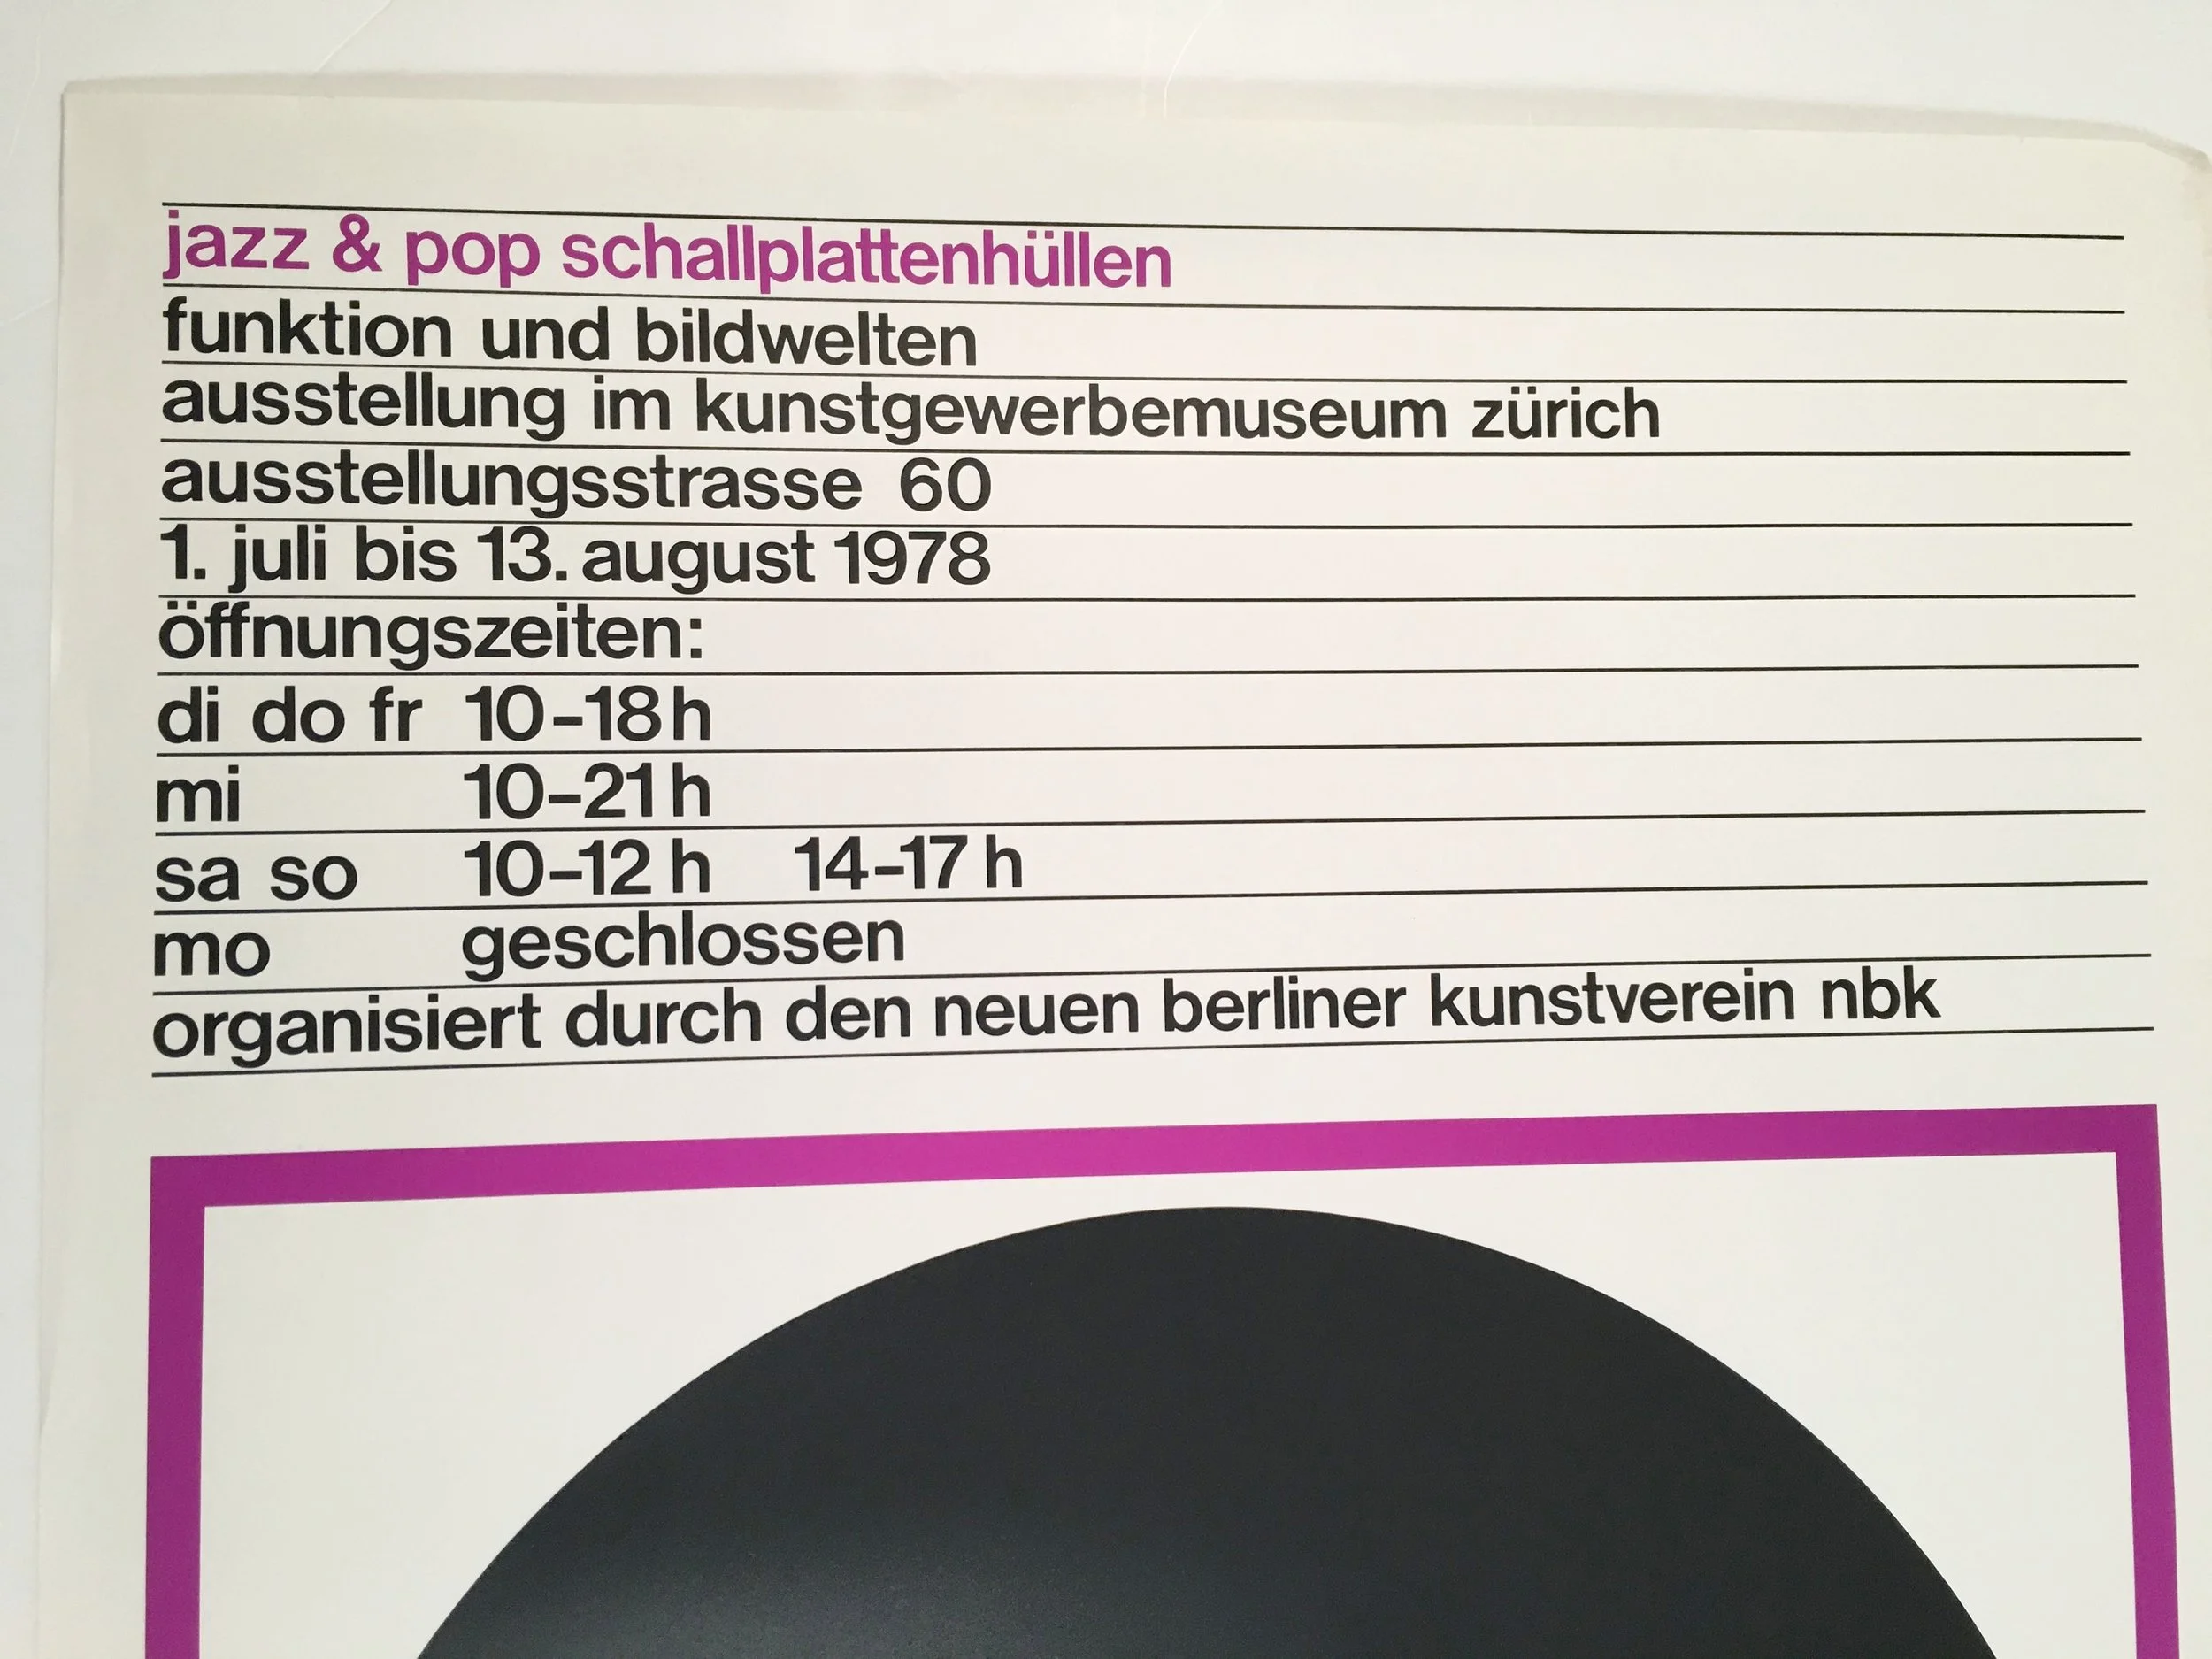 jazz & pop schallplattenhüllen
funktion und bildwelten
ausstellung im kunstgewerbemuseum zürich
ausstellungsstrasse 60
1. juli bis 13. august 1978
öffnungszeiten:
di do fr 10–18 h
mi 10–21 h
sa so 10–12 h 14–17 h
mo geschlossen
organisiert durch den neuen berliner kunstverein nbk